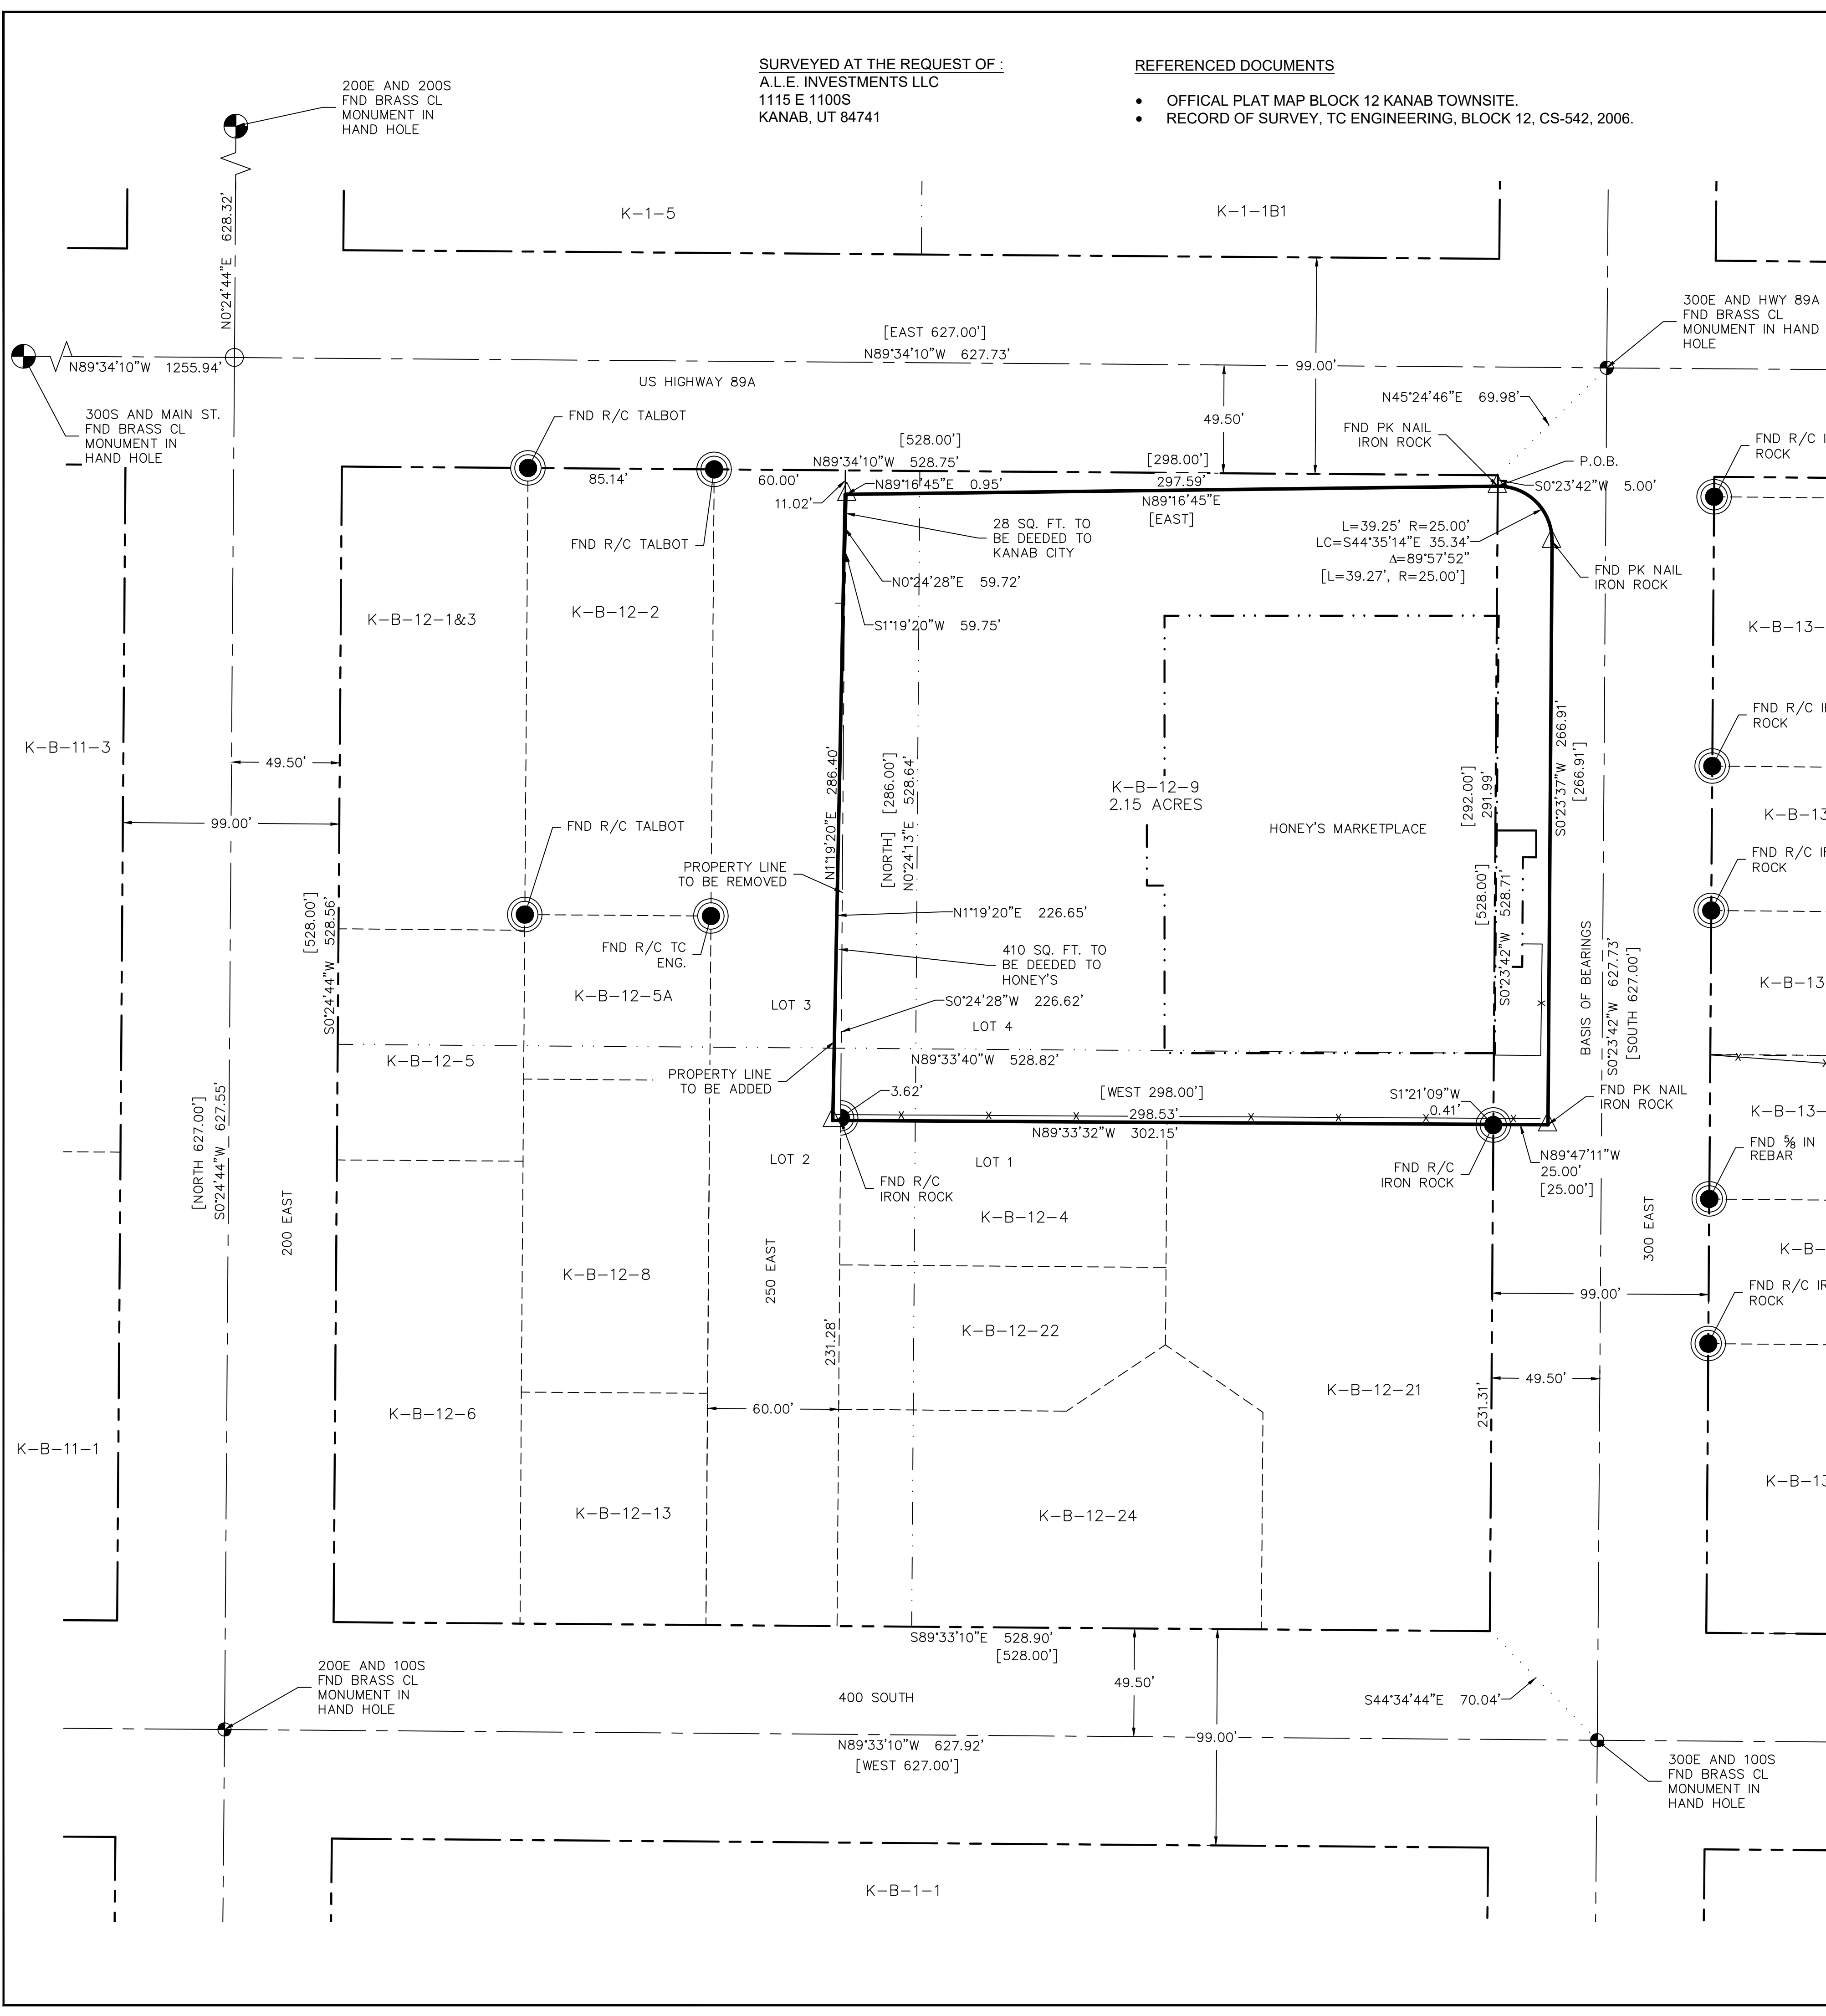 SURVEYED AT THE REQUEST OF :
A.L.E. INVESTMENTS LLC
1115 E 1100S
KANAB, UT 84741
REFERENCED DOCUMENTS
• OFFICAL PLAT MAP BLOCK 12 KANAB TOWNSITE.
• RECORD OF SURVEY, TC ENGINEERING, BLOCK 12, CS-542, 2006.
200E AND 200S
FND BRASS CL
MONUMENT IN
HAND HOLE
N0°24'44"E 628.32'
K-1-5
K-1-1B1
300E AND HWY 89A
FND BRASS CL
MONUMENT IN HAND
HOLE
[EAST 627.00']
N89°34'10"W 627.73'
N89°34'10"W 1255.94'
US HIGHWAY 89A
99.00'
49.50'
N45°24'46"E 69.98'
300S AND MAIN ST.
FND BRASS CL
MONUMENT IN
HAND HOLE
FND R/C TALBOT
FND PK NAIL
IRON ROCK
FND R/C I
ROCK
[528.00']
N89°34'10"W 528.75'
[298.00']
P.O.B.
85.14'
60.00'
11.02'
N89°16'45"E 0.95'
297.59'
N89°16'45"E
[EAST]
S0°23'42"W 5.00'
28 SQ. FT. TO
BE DEEDED TO
KANAB CITY
L=39.25' R=25.00'
LC=S44°35'14"E 35.34'
Δ=89°57'52"
[L=39.27', R=25.00']
FND R/C TALBOT
N0°24'28"E 59.72'
FND PK NAIL
IRON ROCK
K-B-12-1&3
K-B-12-2
S1°19'20"W 59.75'
K-B-13-
K-B-11-3
49.50'
FND R/C I
ROCK
N1°19'20"E 286.40'
[NORTH] [286.00']
N0°24'13"E 528.64'
K-B-12-9
2.15 ACRES
HONEY'S MARKETPLACE
[292.00']
291.99'
S0°23'37"W 266.91'
[266.91']
99.00'
FND R/C TALBOT
K-B-13
PROPERTY LINE
TO BE REMOVED
FND R/C I
ROCK
[528.00']
S0°24'44"W 528.56'
N1°19'20"E 226.65'
[528.00']
S0°23'42"W 528.71'
FND R/C TC
ENG.
410 SQ. FT. TO
BE DEEDED TO
HONEY'S
BASIS OF BEARINGS
S0°23'42"W 627.73'
[SOUTH 627.00']
K-B-12-5A
LOT 3
S0°24'28"W 226.62'
K-B-13
LOT 4
K-B-12-5
N89°33'40"W 528.82'
PROPERTY LINE
TO BE ADDED
3.62'
[WEST 298.00']
298.53'
N89°33'32"W 302.15'
S1°21'09"W
0.41'
FND PK NAIL
IRON ROCK
K-B-13-
[NORTH 627.00']
S0°24'44"W 627.55'
FND ⅝ IN
REBAR
LOT 2
LOT 1
N89°47'11"W
25.00'
[25.00']
FND R/C
IRON ROCK
FND R/C
IRON ROCK
200 EAST
K-B-12-4
300 EAST
K-B-
K-B-12-8
250 EAST
99.00'
FND R/C I
ROCK
231.28'
K-B-12-22
49.50'
K-B-12-21
231.31'
K-B-12-6
60.00'
K-B-11-1
K-B-13
K-B-12-13
K-B-12-24
S89°33'10"E 528.90'
[528.00']
200E AND 100S
FND BRASS CL
MONUMENT IN
HAND HOLE
49.50'
400 SOUTH
S44°34'44"E 70.04'
99.00'
N89°33'10"W 627.92'
[WEST 627.00']
300E AND 100S
FND BRASS CL
MONUMENT IN
HAND HOLE
K-B-1-1